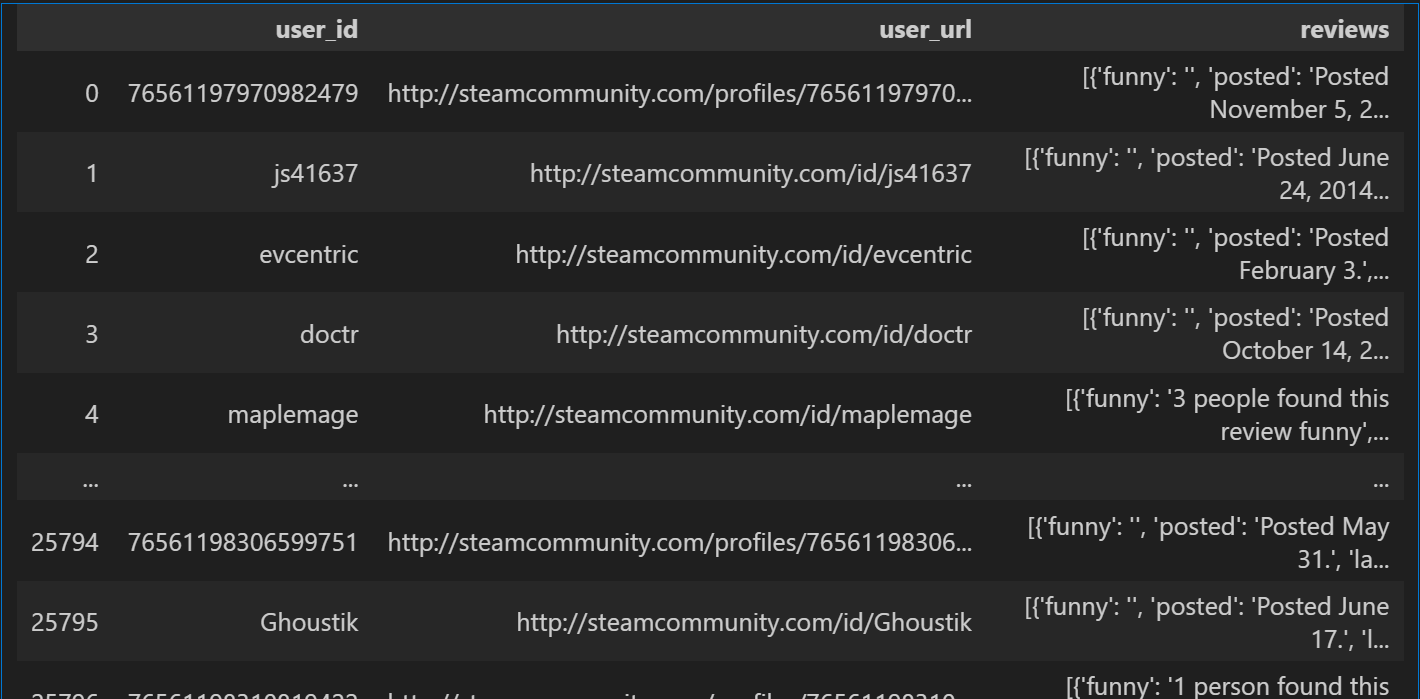 user_id user_url reviews
0 76561197970982479 http://steamcommunity.com/profiles/76561197970... [{'funny': '', 'posted': 'Posted
November 5, 2...
1 js41637 http://steamcommunity.com/id/js41637 [{'funny': '', 'posted': 'Posted June
24, 2014...
2 evcentric http://steamcommunity.com/id/evcentric [{'funny': '', 'posted': 'Posted
February 3.',...
3 doctr http://steamcommunity.com/id/doctr [{'funny': '', 'posted': 'Posted
October 14, 2...
4 maplemage http://steamcommunity.com/id/maplemage [{'funny': '3 people found this
review funny',...
... ... ... ...
25794 76561198306599751 http://steamcommunity.com/profiles/76561198306... [{'funny': '', 'posted': 'Posted May
31.', 'la...
25795 Ghoustik http://steamcommunity.com/id/Ghoustik [{'funny': '', 'posted': 'Posted June
17.', 'l...
[{'funny': '1 person found this